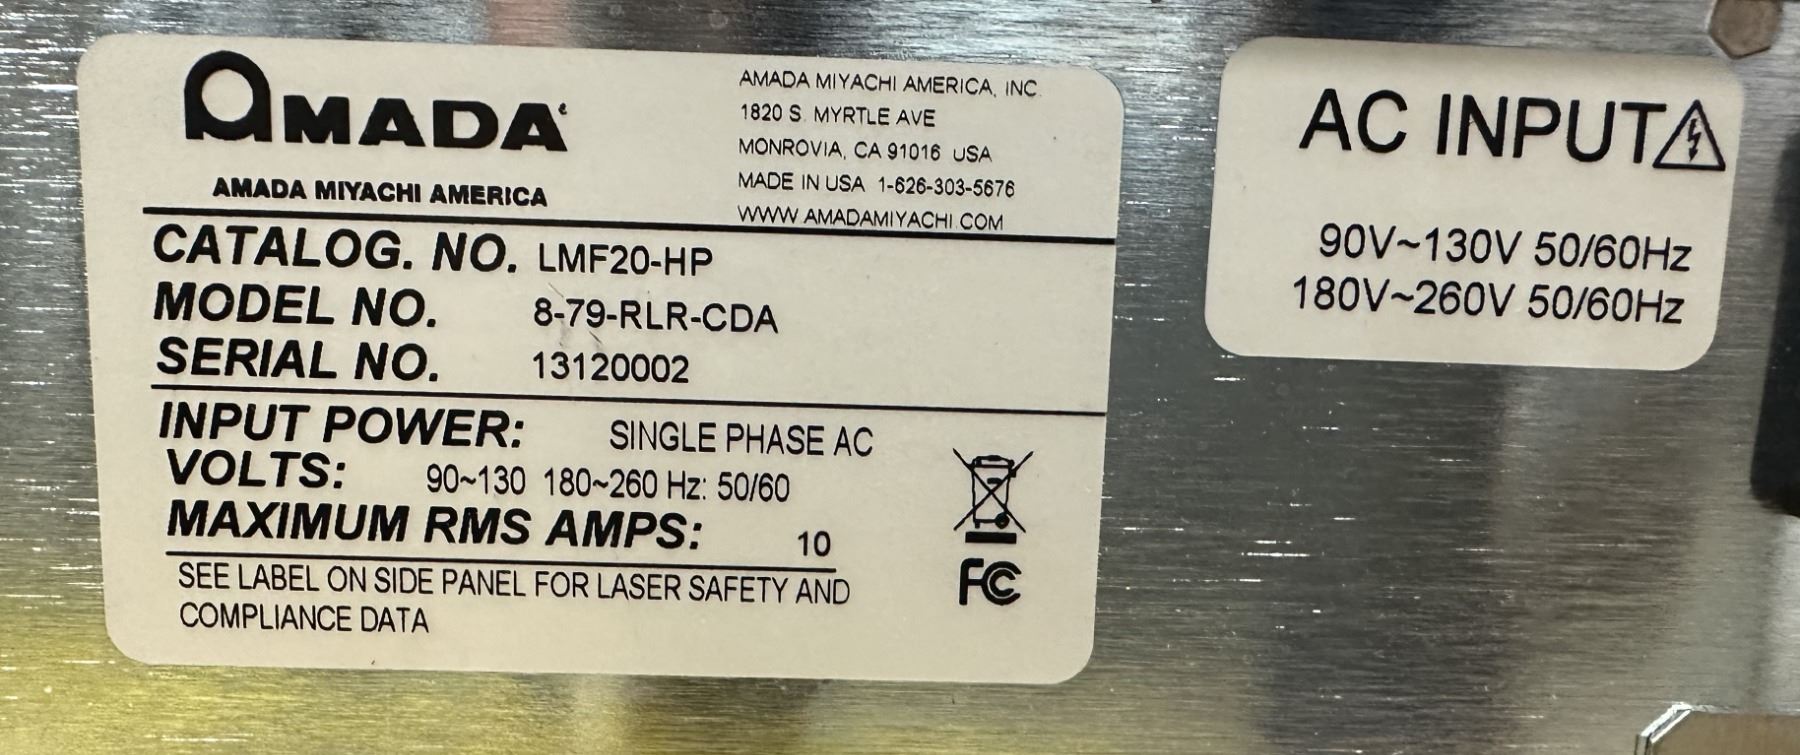 AMADA
AMADA MIYACHI AMERICA
AMADA MIYACHI AMERICA, INC.
1820 S. MYRTLE AVE
MONROVIA, CA 91016 USA
MADE IN USA 1-626-303-5676
WWW.AMADAMIYACHI.COM
CATALOG. NO. LMF20-HP
MODEL NO. 8-79-RLR-CDA
SERIAL NO. 13120002
INPUT POWER: SINGLE PHASE AC
VOLTS: 90~130 180~260 Hz: 50/60
MAXIMUM RMS AMPS: 10
SEE LABEL ON SIDE PANEL FOR LASER SAFETY AND
COMPLIANCE DATA
FC
AC INPUT
90V~130V 50/60Hz
180V~260V 50/60Hz